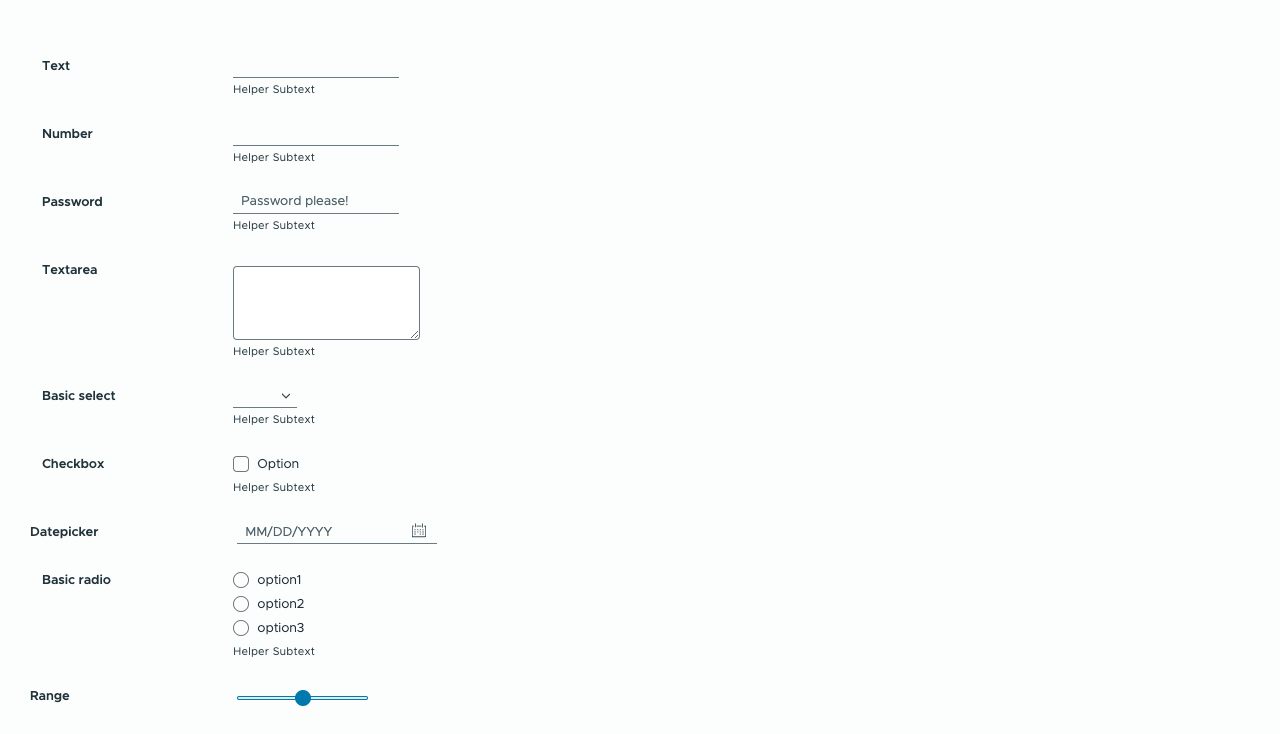 Text
Helper Subtext
Number
Helper Subtext
Password Password please!
Helper Subtext
Textarea
Helper Subtext
Basic select
Helper Subtext
Checkbox Option
Helper Subtext
Datepicker MM/DD/YYYY
Basic radio option1
option2
option3
Helper Subtext
Range